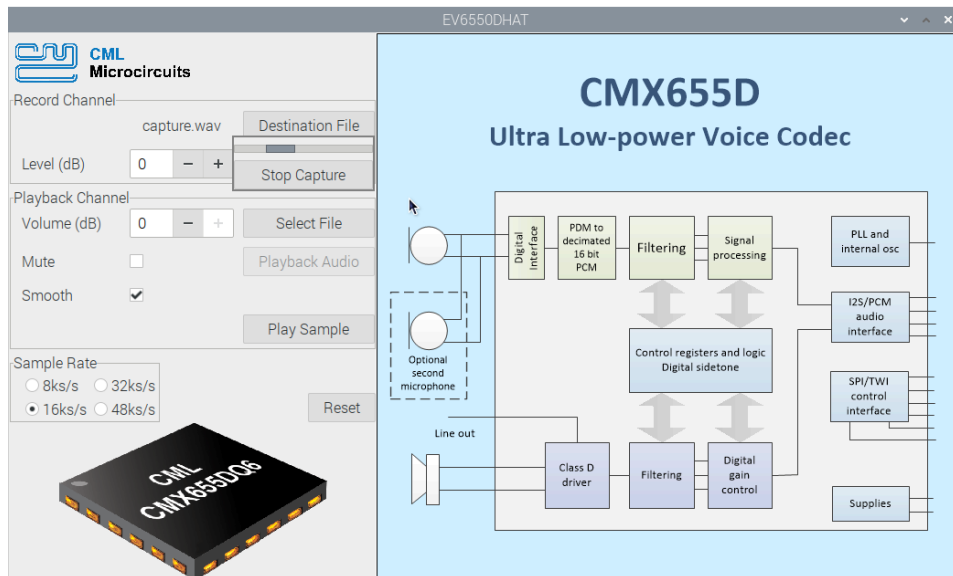 EV6550DHAT
CML
Microcircuits
Record Channel
capture.wav
Destination File
Level (dB)
0
−
+
Stop Capture
Playback Channel
Volume (dB)
0
−
+
Select File
Mute
Playback Audio
Smooth
Play Sample
Sample Rate
8ks/s
32ks/s
16ks/s
48ks/s
Reset
CML
CMX655DQ6
CMX655D
Ultra Low-power Voice Codec
Digital
Interface
PDM to
decimated
16 bit
PCM
Filtering
Signal
processing
PLL and
internal osc
I2S/PCM
audio
interface
Optional
second
microphone
Control registers and logic
Digital sidetone
SPI/TWI
control
interface
Line out
Class D
driver
Filtering
Digital
gain
control
Supplies